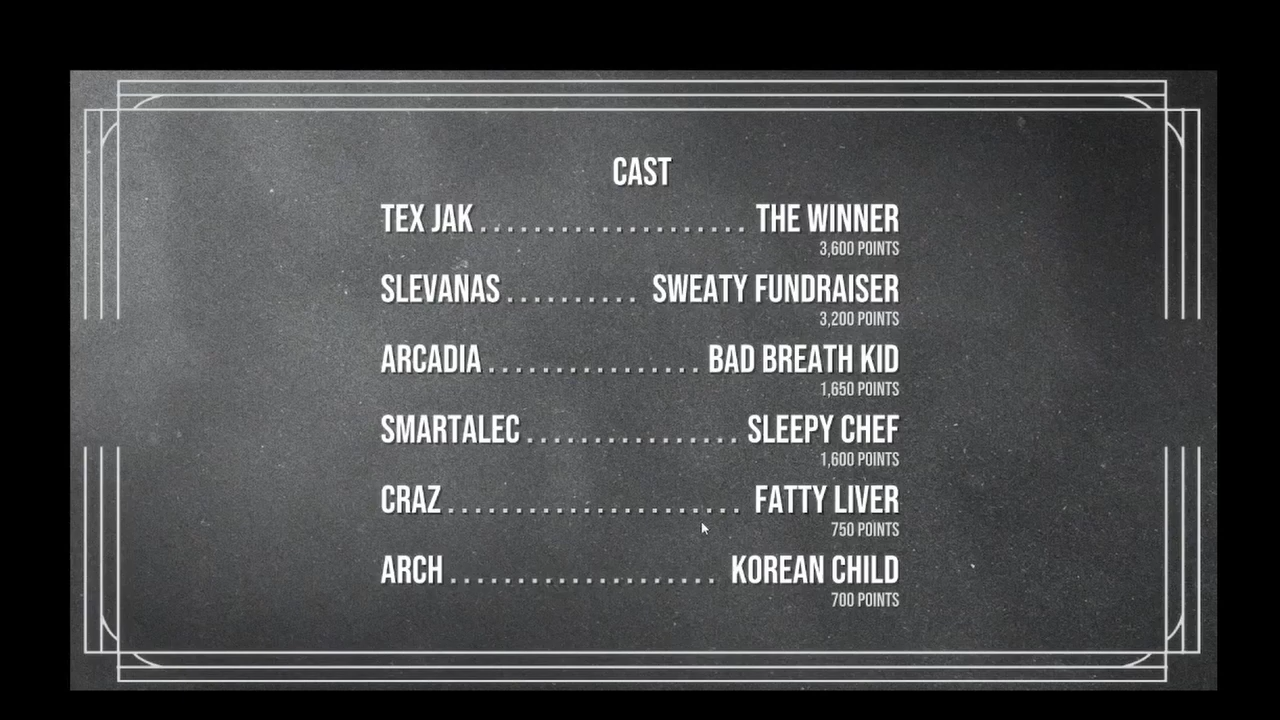 CAST
TEX JAK . . . . . . . . . . . . . . . . . . . . THE WINNER
3,600 POINTS
SLEVANAS . . . . . . . . . . SWEATY FUNDRAISER
3,200 POINTS
ARCADIA . . . . . . . . . . . . . . . . BAD BREATH KID
1,650 POINTS
SMARTALEC . . . . . . . . . . . . . . . . SLEEPY CHEF
1,600 POINTS
CRAZ . . . . . . . . . . . . . . . . . . . . . . FATTY LIVER
750 POINTS
ARCH . . . . . . . . . . . . . . . . . . . . KOREAN CHILD
700 POINTS